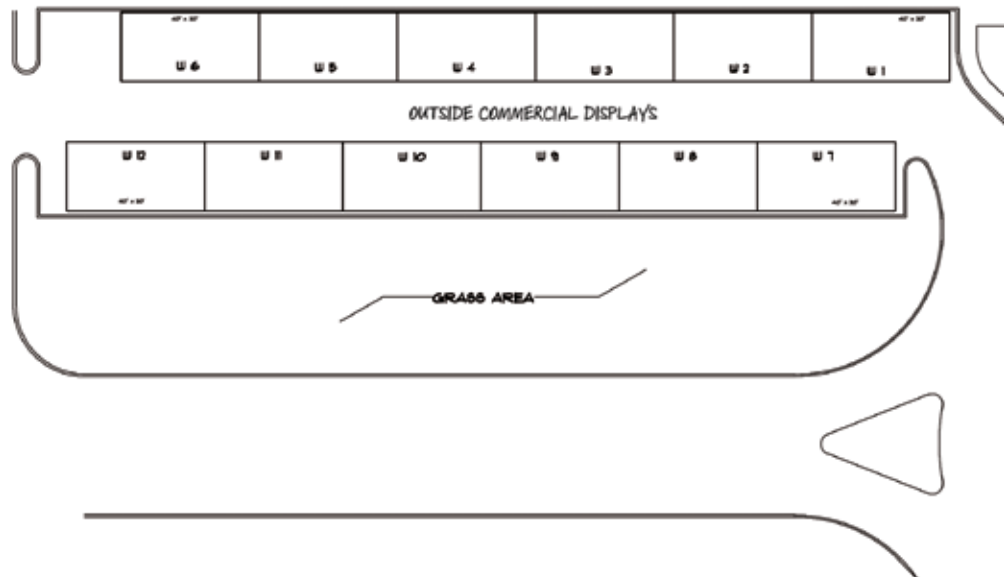 W 6 W 5 W 4 W 3 W 2 W 1
OUTSIDE COMMERCIAL DISPLAYS
W 12 W 11 W 10 W 9 W 8 W 7
GRASS AREA